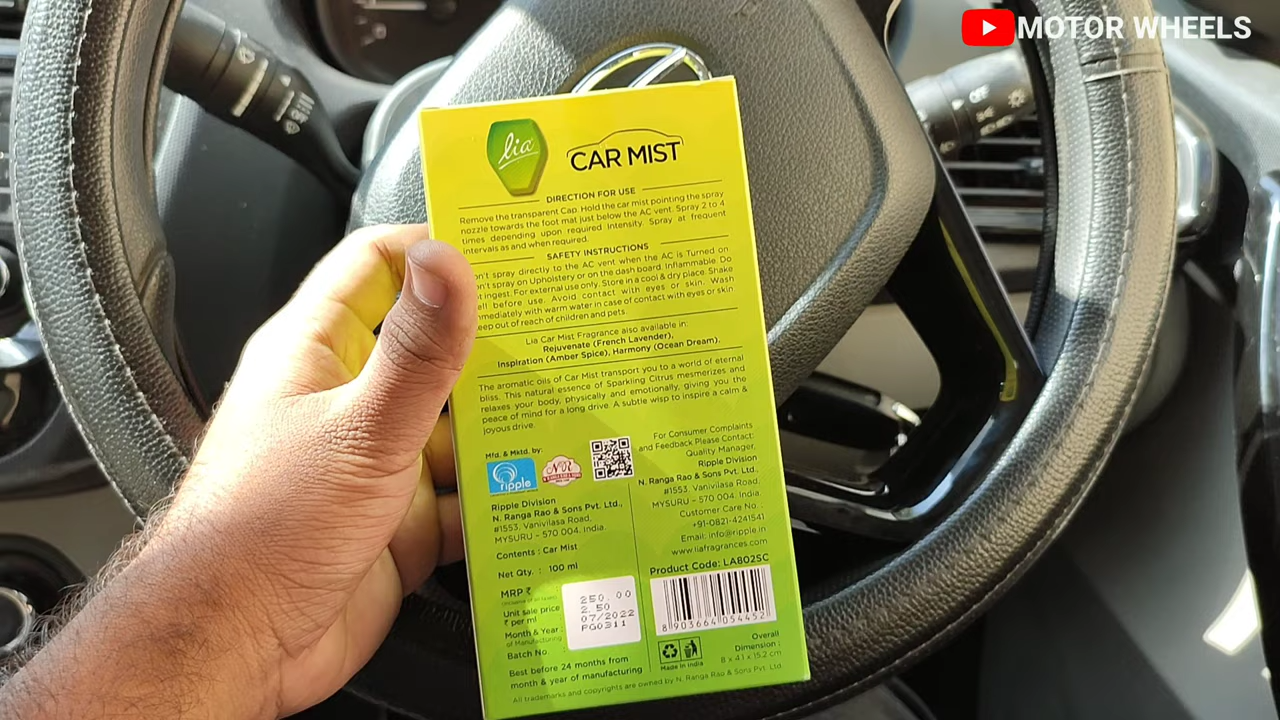 MOTOR WHEELS
lia
CAR MIST
DIRECTION FOR USE
Remove the transparent Cap. Hold the car mist pointing the spray
nozzle towards the foot mat just below the AC vent. Spray 2 to 4
times depending upon required Intensity. Spray at frequent
intervals as and when required.
SAFETY INSTRUCTIONS
spray directly to the AC vent when the AC is Turned on
spray on Upholstery or on the dash board. Inflammable. Do
ingest. For external use only. Store in a cool & dry place. Shake
before use. Avoid contact with eyes or skin. Wash
with warm water in case of contact with eyes or skin.
out of reach of children and pets.
Lia Car Mist Fragrance also available in:
Rejuvenate (French Lavender),
Inspiration (Amber Spice), Harmony (Ocean Dream).
The aromatic oils of Car Mist transport you to a world of eternal
bliss. This natural essence of Sparkling Citrus mesmerizes and
relaxes your body, physically and emotionally, giving you the
peace of mind for a long drive. A subtle wisp to inspire a calm &
joyous drive.
Mfd. & Mktd. by:
ripple
NR
Ripple Division
N. Ranga Rao & Sons Pvt. Ltd.,
#1553, Vanivilasa Road,
MYSURU - 570 004. India.
Contents : Car Mist
Net Qty. : 100 ml
MRP ₹
250.00
Unit sale price
₹ per ml
2.50
Month & Year
of Manufacturing
07/2022
Batch No
PG0311
Best before 24 months from
month & year of manufacturing
For Consumer Complaints
and Feedback Please Contact:
Quality Manager,
Ripple Division
N. Ranga Rao & Sons Pvt. Ltd.,
#1553, Vanivilasa Road,
MYSURU - 570 004. India.
Customer Care No. :
+91-0821-4241541
Email: info@ripple.in
www.liafragrances.com
Product Code: LA802SC
8 903664 054452
Made in India
Overall
Dimension :
8 x 4.1 x 15.2 cm
All trademarks and copyrights are owned by N. Ranga Rao & Sons Pvt. Ltd